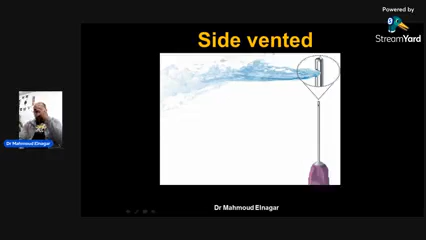 Powered by
StreamYard
Side vented
Dr Mahmoud Elnagar
Dr Mahmoud Elnagar